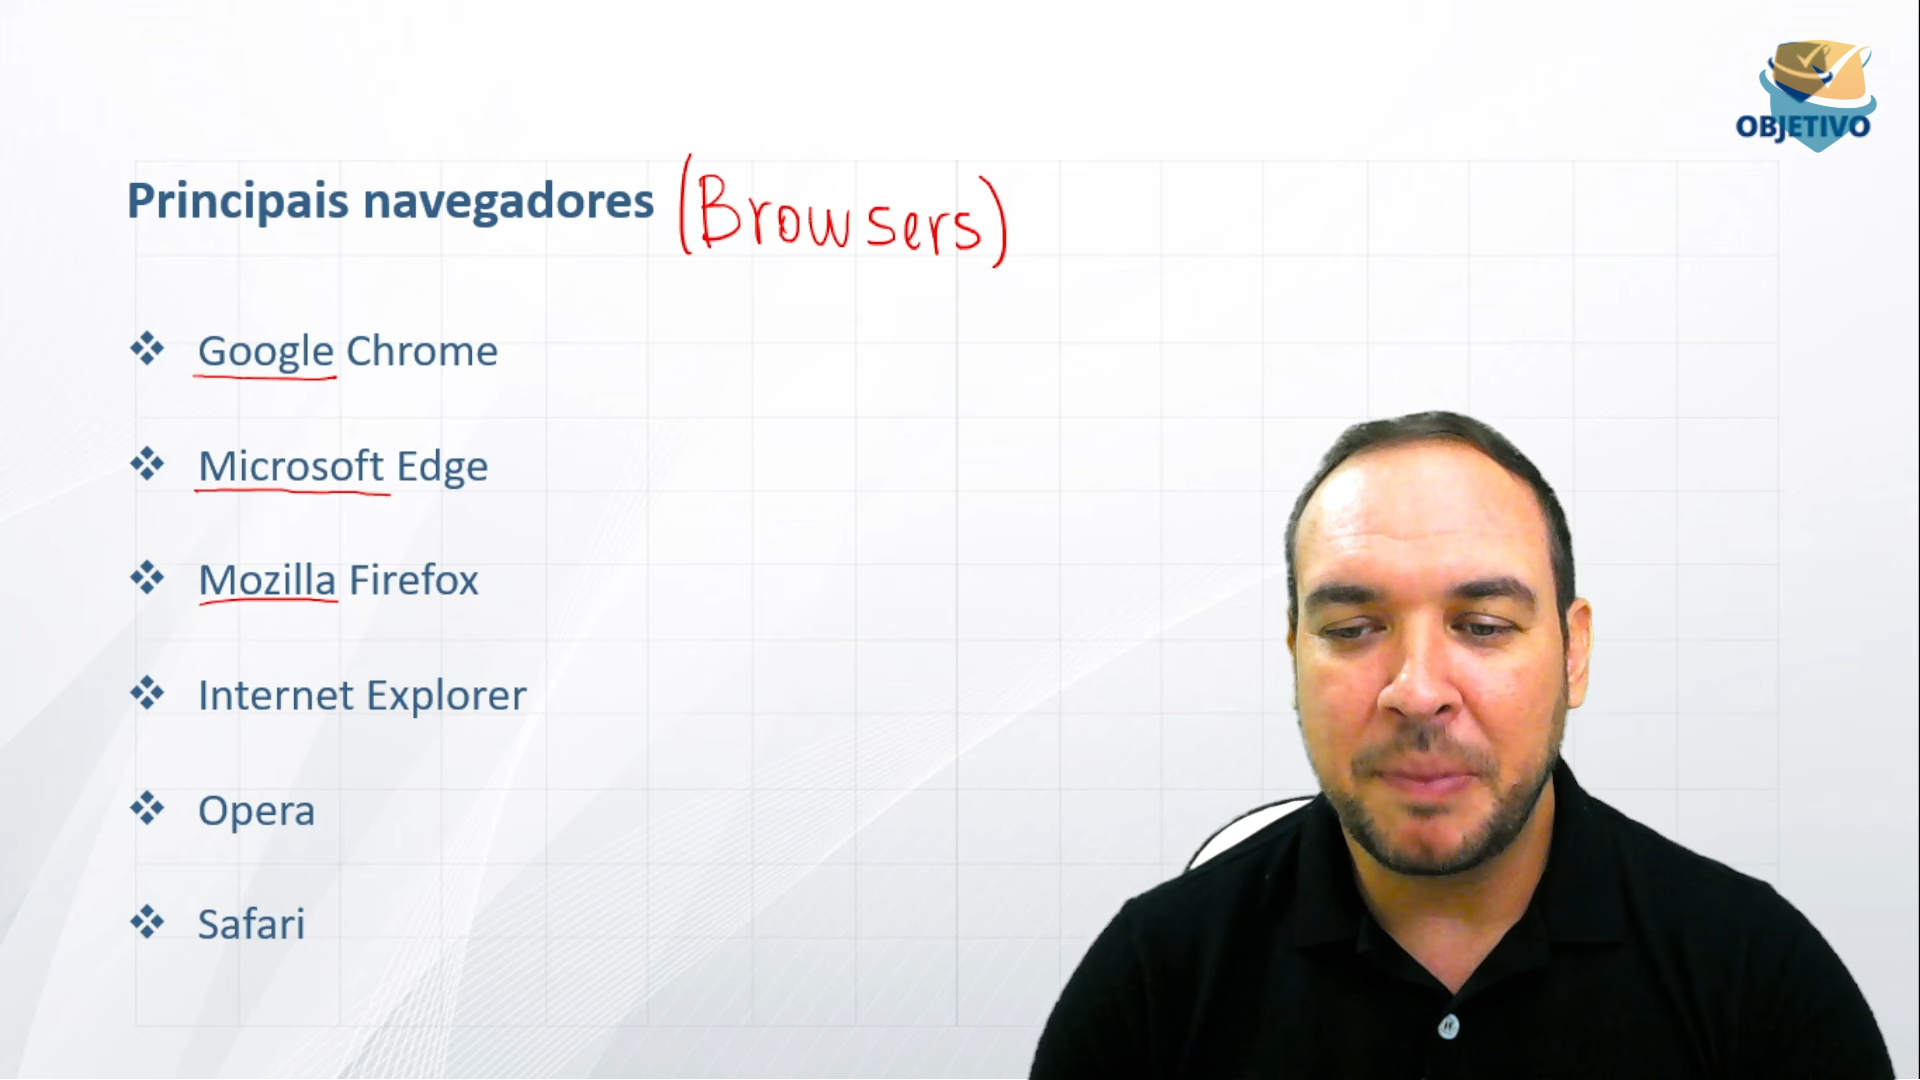 OBJETIVO
Principais navegadores (Browsers)
Google Chrome
Microsoft Edge
Mozilla Firefox
Internet Explorer
Opera
Safari